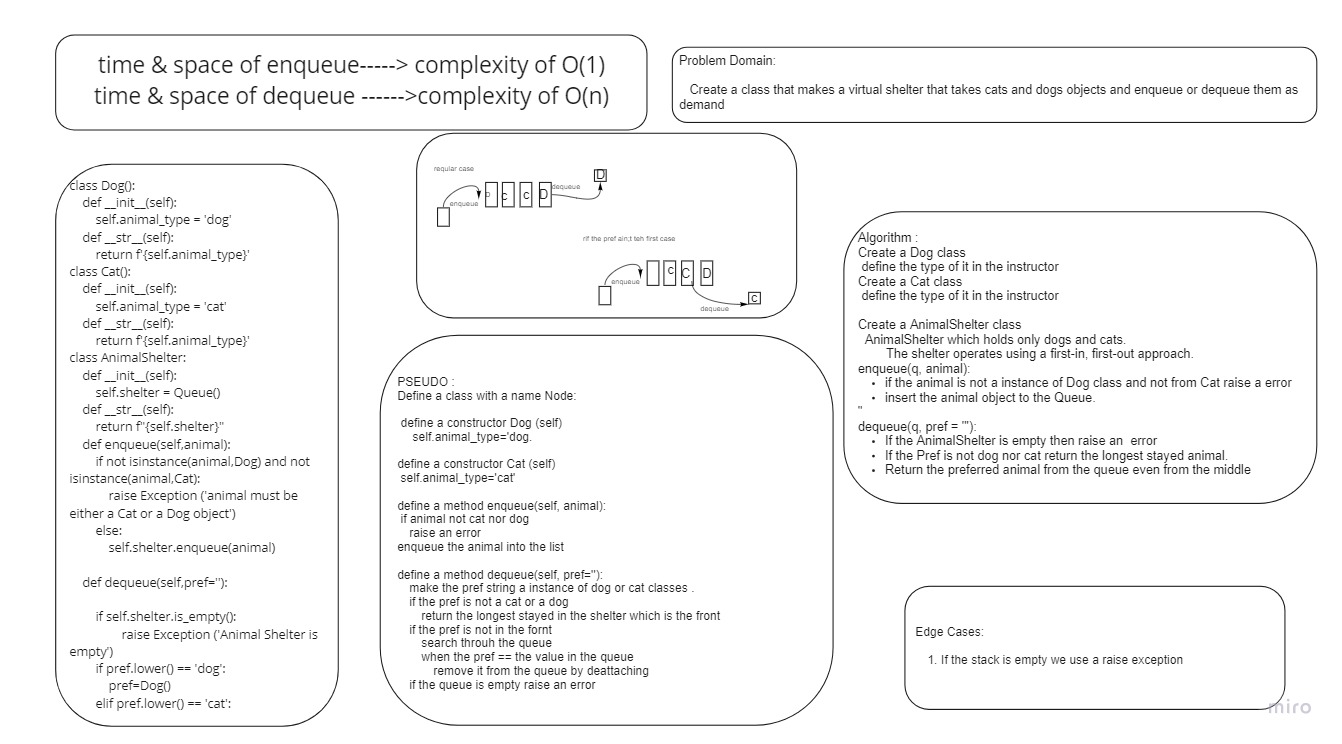 time & space of enqueue-----> complexity of O(1)
time & space of dequeue ------>complexity of O(n)
Problem Domain:
Create a class that makes a virtual shelter that takes cats and dogs objects and enqueue or dequeue them as
demand
regular case
enqueue
D
c
c
D
dequeue
D
rif the pref ain;t teh first case
enqueue
c
C
D
dequeue
c
class Dog():
def __init__(self):
self.animal_type = 'dog'
def __str__(self):
return f'{self.animal_type}'
class Cat():
def __init__(self):
self.animal_type = 'cat'
def __str__(self):
return f'{self.animal_type}'
class AnimalShelter:
def __init__(self):
self.shelter = Queue()
def __str__(self):
return f"{self.shelter}"
def enqueue(self,animal):
if not isinstance(animal,Dog) and not
isinstance(animal,Cat):
raise Exception ('animal must be
either a Cat or a Dog object')
else:
self.shelter.enqueue(animal)
def dequeue(self,pref=''):
if self.shelter.is_empty():
raise Exception ('Animal Shelter is
empty')
if pref.lower() == 'dog':
pref=Dog()
elif pref.lower() == 'cat':
PSEUDO :
Define a class with a name Node:
define a constructor Dog (self)
self.animal_type='dog.
define a constructor Cat (self)
self.animal_type='cat'
define a method enqueue(self, animal):
if animal not cat nor dog
raise an error
enqueue the animal into the list
define a method dequeue(self, pref=''):
make the pref string a instance of dog or cat classes .
if the pref is not a cat or a dog
return the longest stayed in the shelter which is the front
if the pref is not in the fornt
search throuh the queue
when the pref == the value in the queue
remove it from the queue by deattaching
if the queue is empty raise an error
Algorithm :
Create a Dog class
define the type of it in the instructor
Create a Cat class
define the type of it in the instructor
Create a AnimalShelter class
AnimalShelter which holds only dogs and cats.
The shelter operates using a first-in, first-out approach.
enqueue(q, animal):
• if the animal is not a instance of Dog class and not from Cat raise a error
• insert the animal object to the Queue.
"
dequeue(q, pref = '"):
• If the AnimalShelter is empty then raise an error
• If the Pref is not dog nor cat return the longest stayed animal.
• Return the preferred animal from the queue even from the middle
Edge Cases:
1. If the stack is empty we use a raise exception
miro